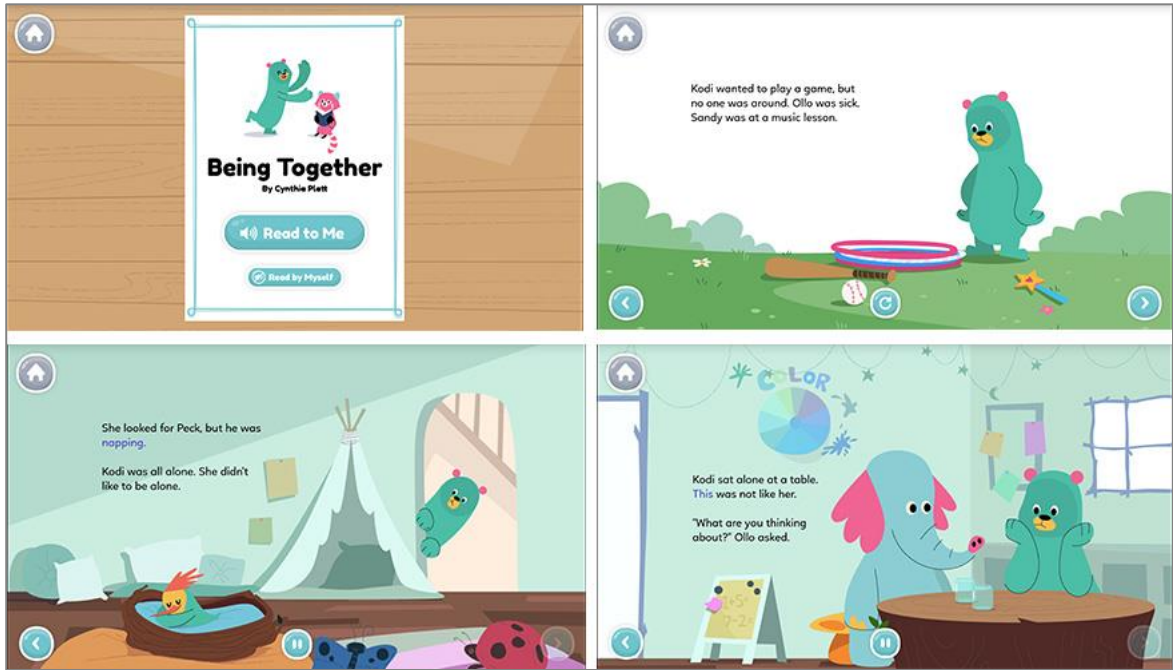 Being Together
By Cynthia Platt
Read to Me
Read by Myself
Kodi wanted to play a game, but
no one was around. Ollo was sick.
Sandy was at a music lesson.
She looked for Peck, but he was
napping.
Kodi was all alone. She didn't
like to be alone.
COLOR
Kodi sat alone at a table.
This was not like her.
"What are you thinking
about?" Ollo asked.